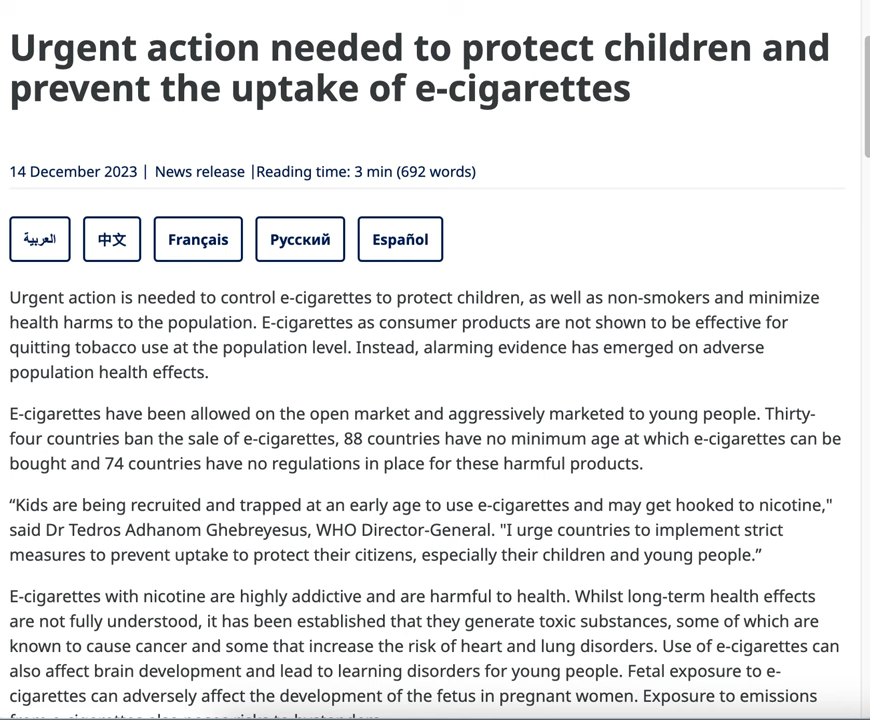 Urgent action needed to protect children and
prevent the uptake of e-cigarettes
14 December 2023 | News release |Reading time: 3 min (692 words)
العربية 中文 Français Русский Español
Urgent action is needed to control e-cigarettes to protect children, as well as non-smokers and minimize
health harms to the population. E-cigarettes as consumer products are not shown to be effective for
quitting tobacco use at the population level. Instead, alarming evidence has emerged on adverse
population health effects.
E-cigarettes have been allowed on the open market and aggressively marketed to young people. Thirty-
four countries ban the sale of e-cigarettes, 88 countries have no minimum age at which e-cigarettes can be
bought and 74 countries have no regulations in place for these harmful products.
“Kids are being recruited and trapped at an early age to use e-cigarettes and may get hooked to nicotine,"
said Dr Tedros Adhanom Ghebreyesus, WHO Director-General. "I urge countries to implement strict
measures to prevent uptake to protect their citizens, especially their children and young people.”
E-cigarettes with nicotine are highly addictive and are harmful to health. Whilst long-term health effects
are not fully understood, it has been established that they generate toxic substances, some of which are
known to cause cancer and some that increase the risk of heart and lung disorders. Use of e-cigarettes can
also affect brain development and lead to learning disorders for young people. Fetal exposure to e-
cigarettes can adversely affect the development of the fetus in pregnant women. Exposure to emissions
from e-cigarettes also poses risks to bystanders.